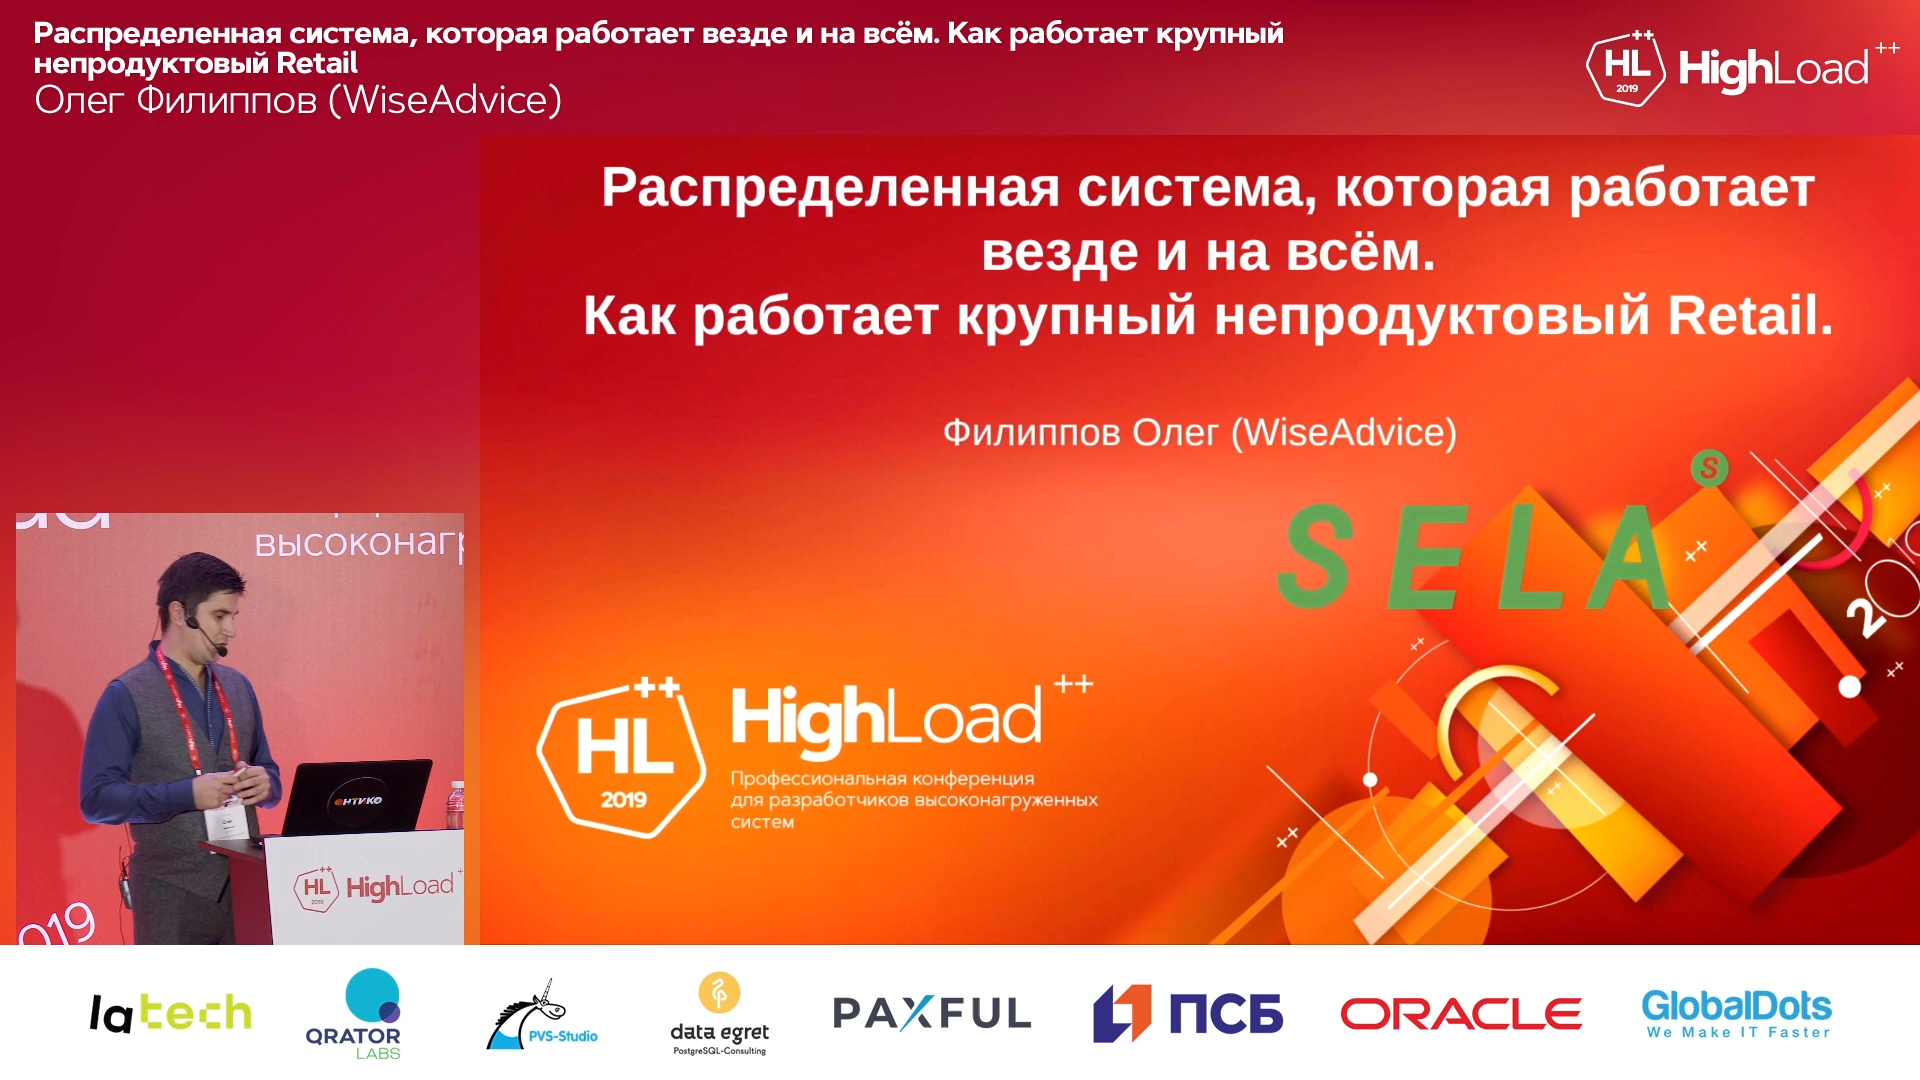 Распределенная система, которая работает везде и на всём. Как работает крупный
непродуктовый Retail
Олег Филиппов (WiseAdvice)
HL++
2019
HighLoad++
Распределенная система, которая работает
везде и на всём.
Как работает крупный непродуктовый Retail.
Филиппов Олег (WiseAdvice)
S
SELA
HL++
2019
HighLoad++
Профессиональная конференция
для разработчиков высоконагруженных
систем
высоконагр
ОНТИКО
HL++
2019
HighLoad
019
latech
QRATOR
LABS
PVS-Studio
data egret
PostgreSQL-Consulting
PAXFUL
ПСБ
ORACLE
GlobalDots
We Make IT Faster